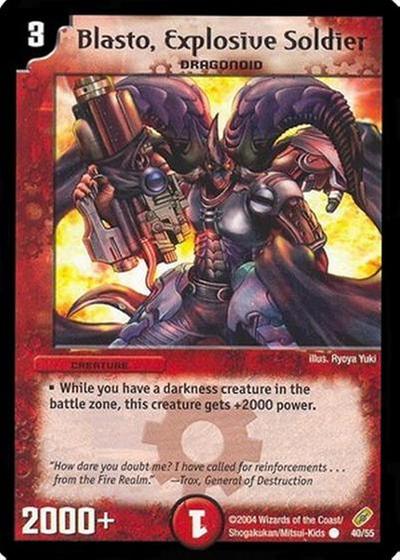 3
Blasto, Explosive Soldier
DRAGONOID
illus. Ryoya Yuki
CREATURE
▪ While you have a darkness creature in the
battle zone, this creature gets +2000 power.
"How dare you doubt me? I have called for reinforcements . . .
from the Fire Realm." —Trox, General of Destruction
2000+
1
©2004 Wizards of the Coast/
Shogakukan/Mitsui-Kids ● 40/55